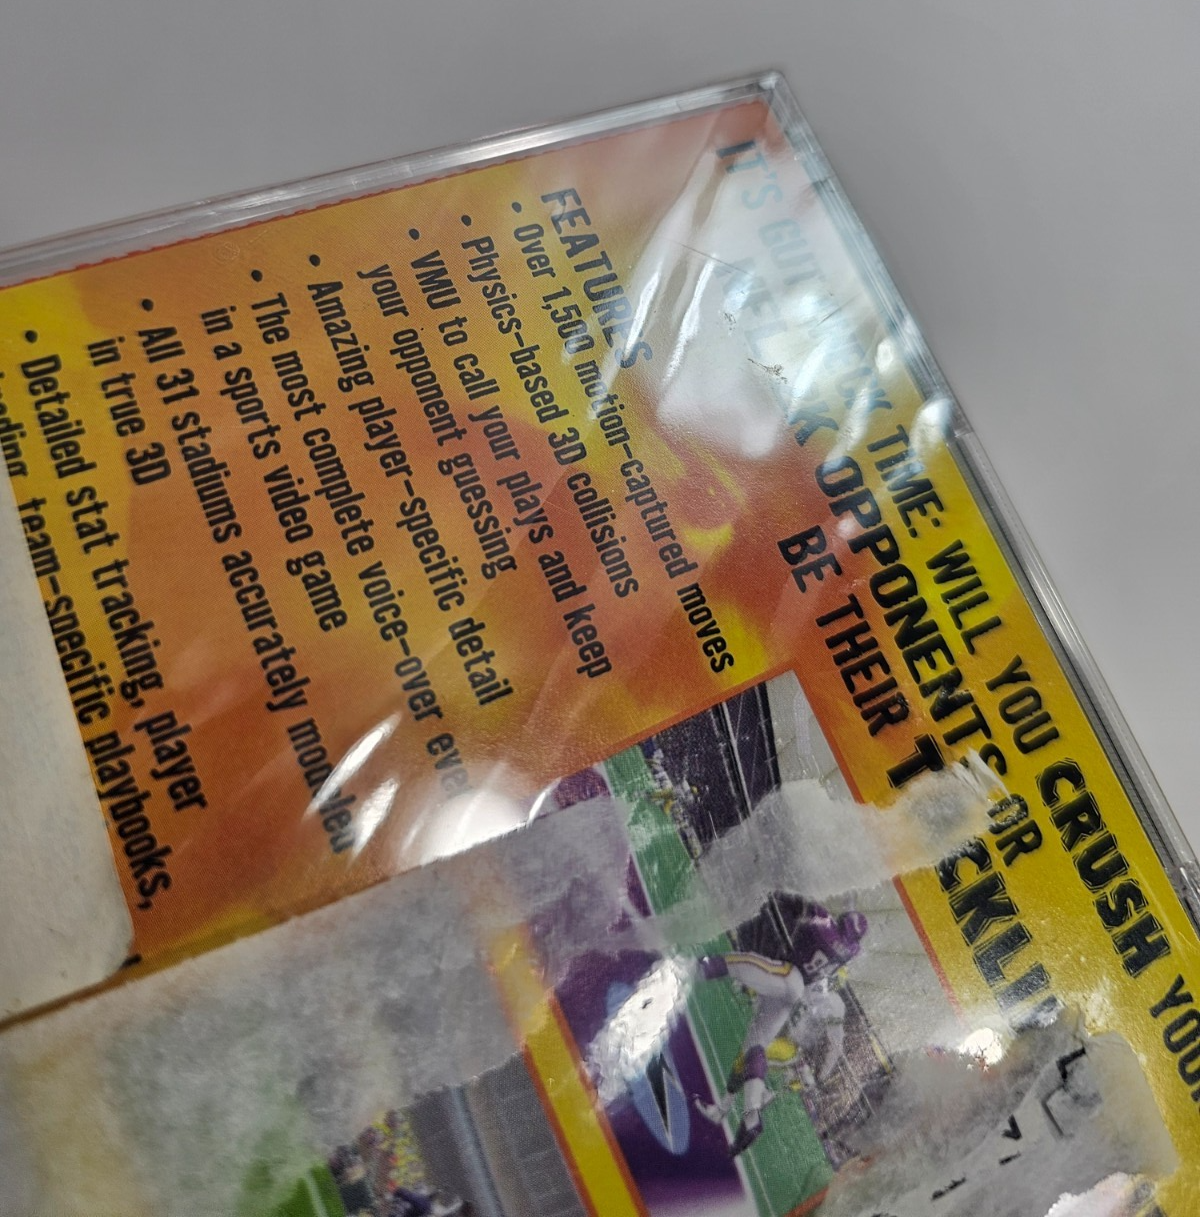 IT'S GUT CHECK TIME: WILL YOU CRUSH YOUR
OPPONENTS OR
BE THEIR
FEATURES
• Over 1,500 motion-captured moves
• Physics-based 3D collisions
• VMU to call your plays and keep
your opponent guessing
• Amazing player-specific detail
• The most complete voice-over ever
in a sports video game
• All 31 stadiums accurately modeled
in true 3D
• Detailed stat tracking, player
team-specific playbooks,